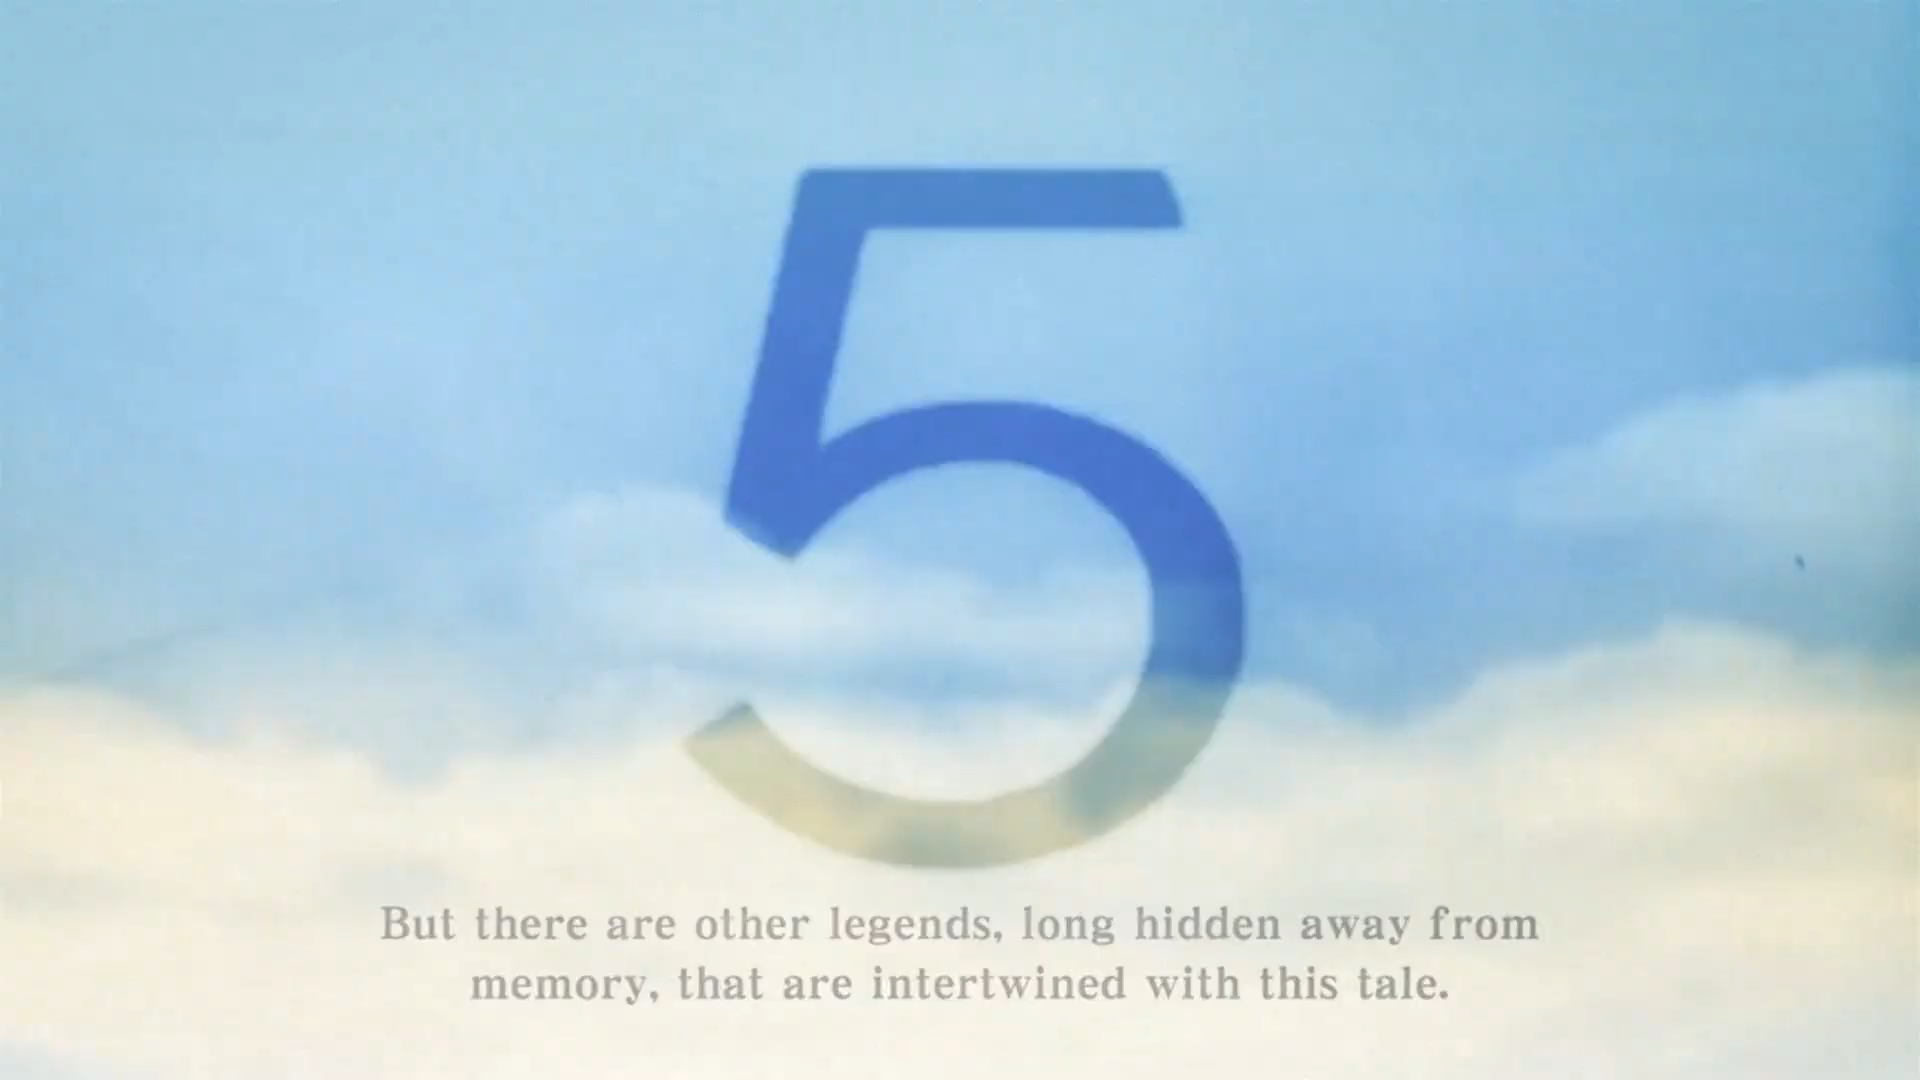 5
But there are other legends, long hidden away from
memory, that are intertwined with this tale.